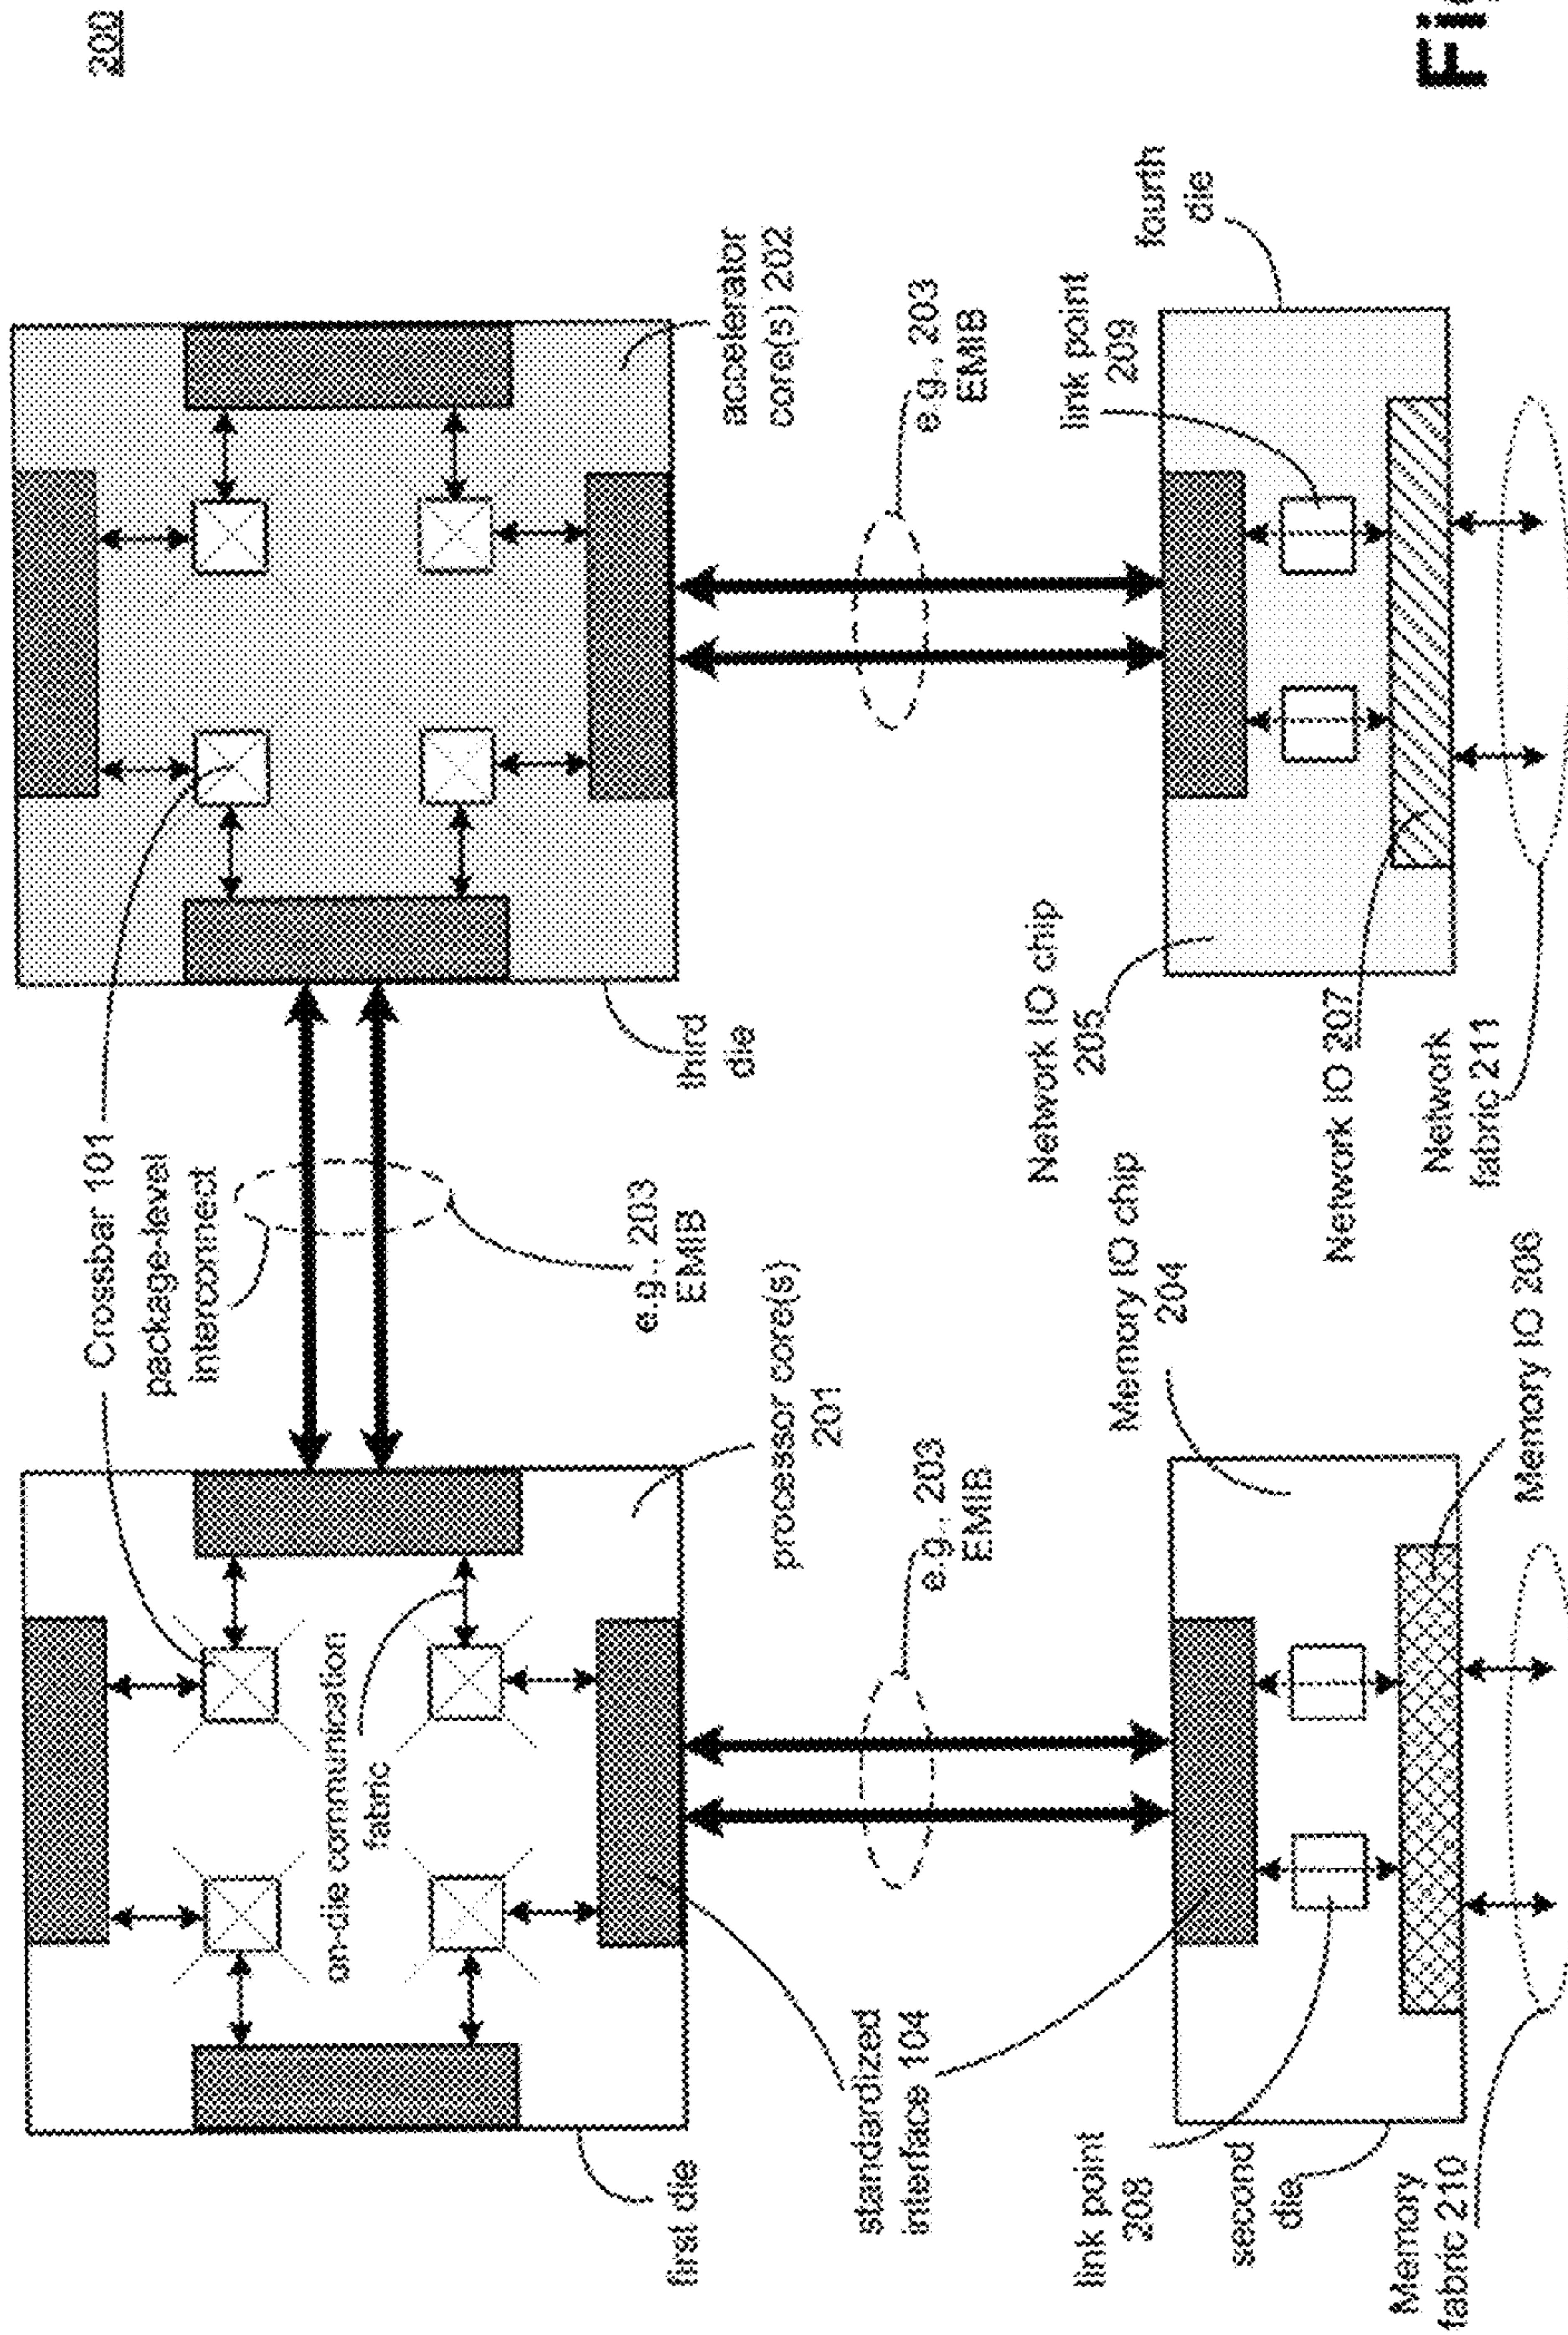 200
Crossbar 101
package-level
interconnect
e.g., 203
EMIB
on-die communication
fabric
processor core(s)
201
first die
third
die
accelerator
core(s) 202
standardized
interface 104
e.g., 203
EMIB
e.g., 203
EMIB
link point
208
second
die
Memory
fabric 210
Memory IO chip
204
Memory IO 206
Network IO chip
205
Network IO 207
Network
fabric 211
link point
209
fourth
die